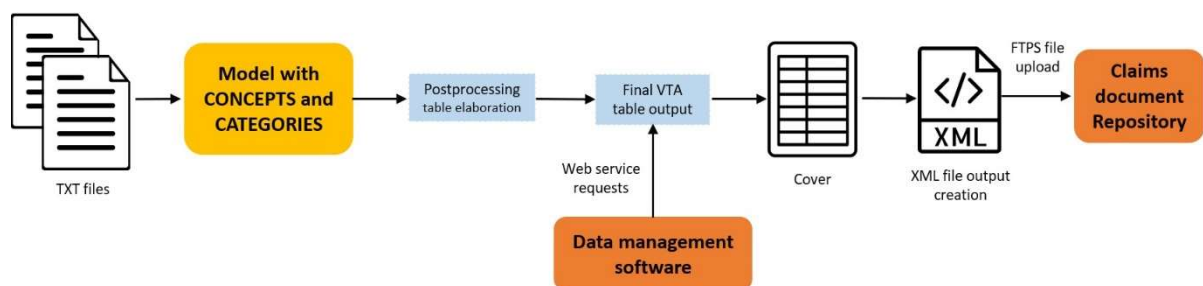 TXT files
Model with
CONCEPTS and
CATEGORIES
Postprocessing
table elaboration
Final VTA
table output
Web service
requests
Data management
software
Cover
</>
XML
XML file output
creation
FTPS file
upload
Claims
document
Repository